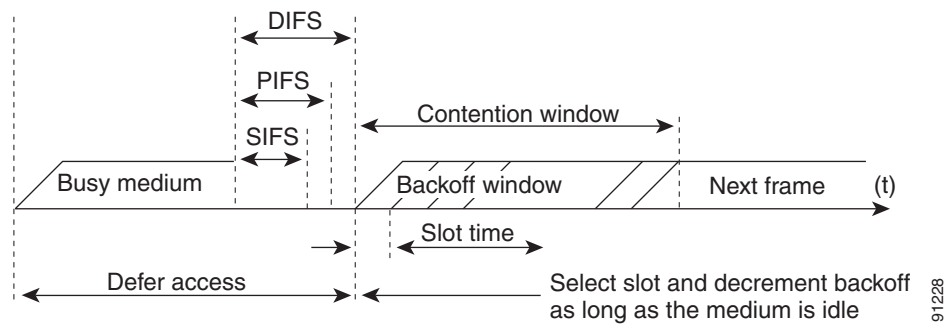 DIFS
PIFS
SIFS
Contention window
Busy medium
Backoff window
Next frame
(t)
Slot time
Defer access
Select slot and decrement backoff
as long as the medium is idle
91228